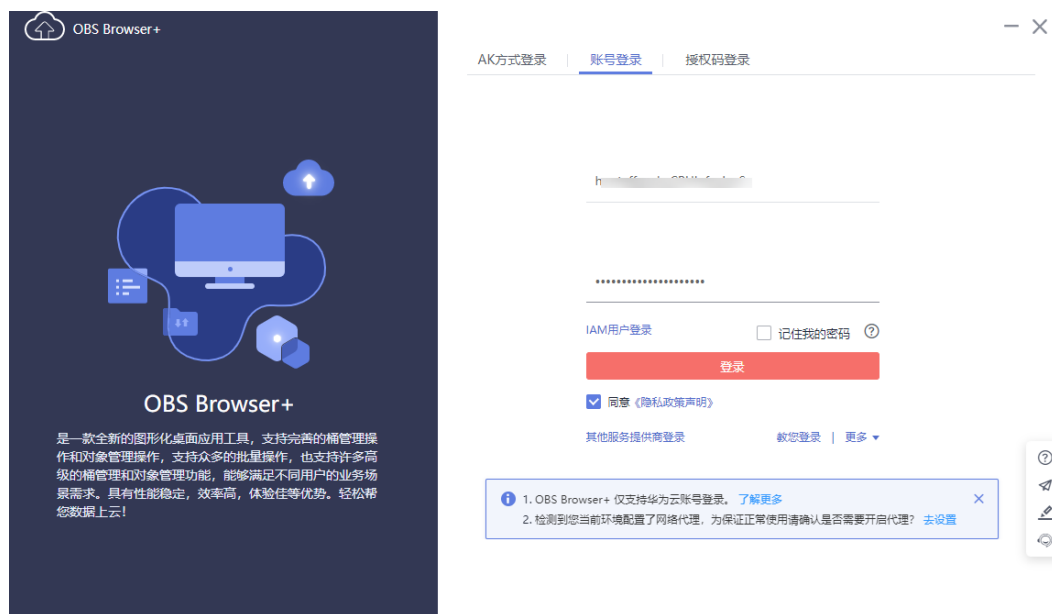 OBS Browser+
AK方式登录
账号登录
授权码登录
IAM用户登录
记住我的密码
登录
同意《隐私政策声明》
其他服务提供商登录
教您登录 | 更多
OBS Browser+
是一款全新的图形化桌面应用工具，支持完善的桶管理操
作和对象管理操作，支持众多的批量操作，也支持许多高
级的桶管理和对象管理功能，能够满足不同用户的业务场
景需求。具有性能稳定，效率高，体验佳等优势。轻松帮
您数据上云！
1. OBS Browser+ 仅支持华为云账号登录。 了解更多
2. 检测到您当前环境配置了网络代理，为保证正常使用请确认是否需要开启代理？ 去设置